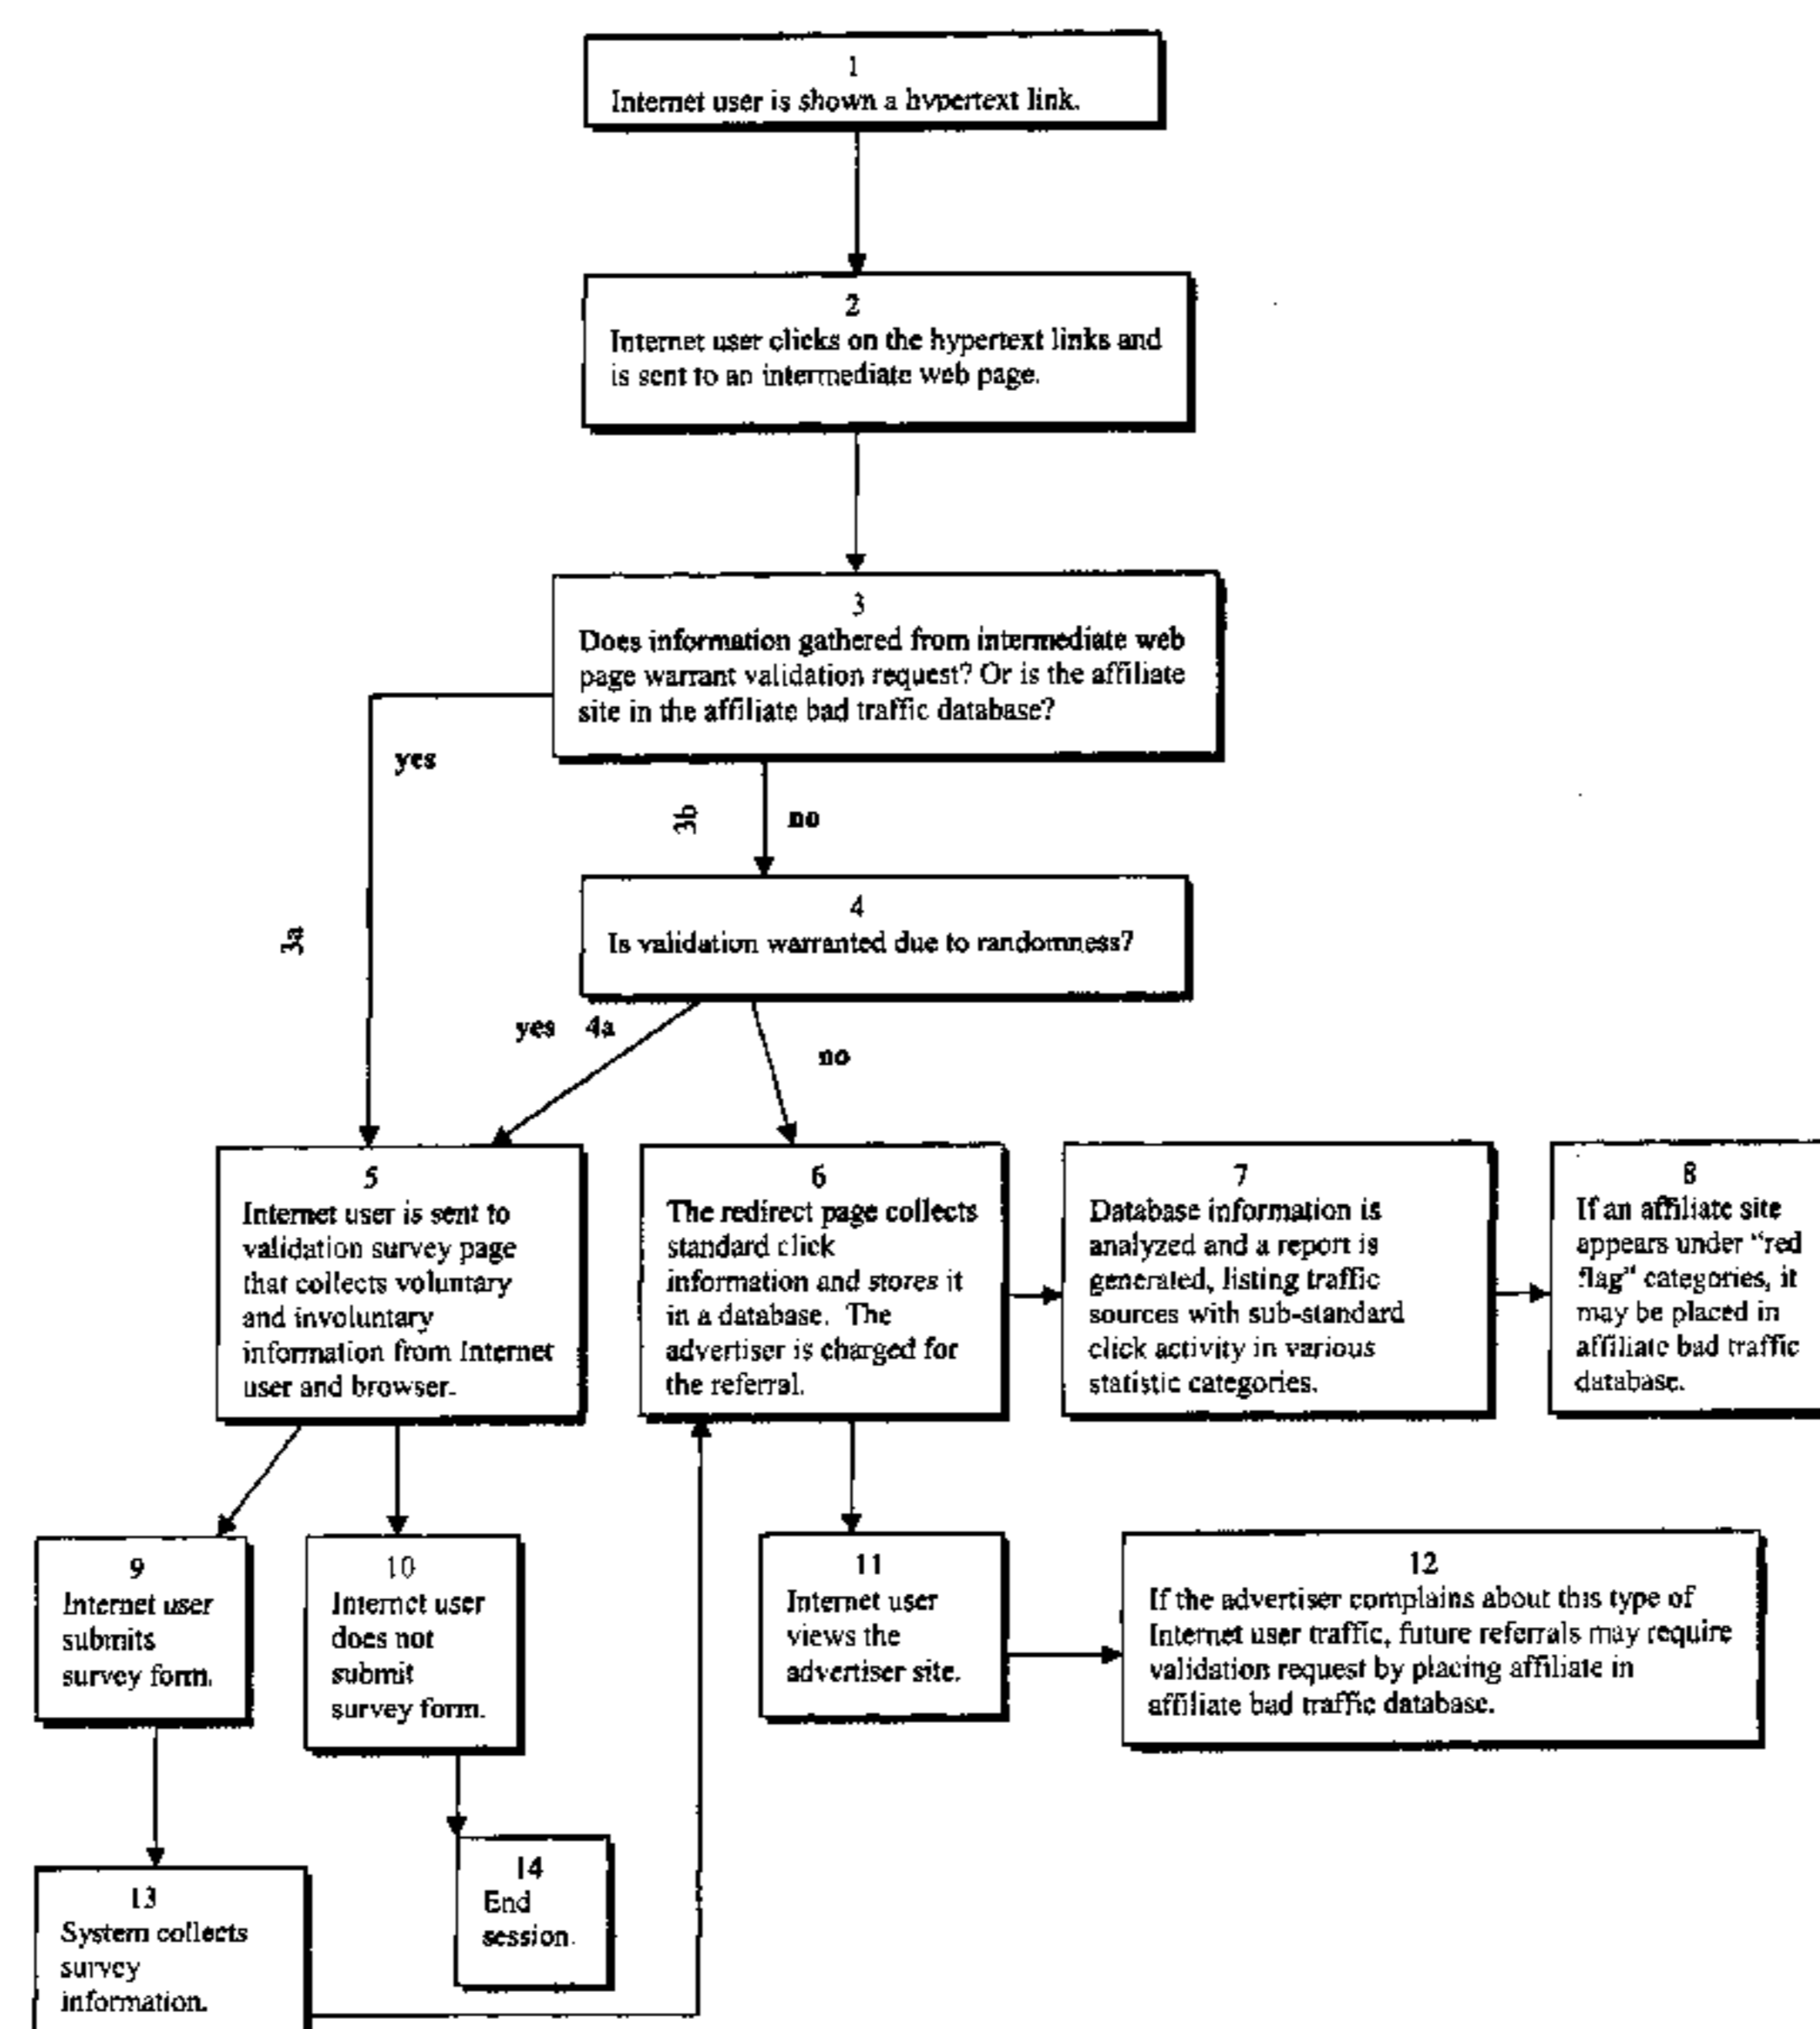 1
Internet user is shown a hypertext link.
2
Internet user clicks on the hypertext links and
is sent to an intermediate web page.
3
Does information gathered from intermediate web
page warrant validation request? Or is the affiliate
site in the affiliate bad traffic database?
yes
3b
no
3a
4
Is validation warranted due to randomness?
yes 4a
no
5
Internet user is sent to
validation survey page
that collects voluntary
and involuntary
information from Internet
user and browser.
6
The redirect page collects
standard click
information and stores it
in a database. The
advertiser is charged for
the referral.
7
Database information is
analyzed and a report is
generated, listing traffic
sources with sub-standard
click activity in various
statistic categories.
8
If an affiliate site
appears under “red
flag” categories, it
may be placed in
affiliate bad traffic
database.
9
Internet user
submits
survey form.
10
Internet user
does not
submit
survey form.
11
Internet user
views the
advertiser site.
12
If the advertiser complains about this type of
Internet user traffic, future referrals may require
validation request by placing affiliate in
affiliate bad traffic database.
13
System collects
survey
information.
14
End
session.